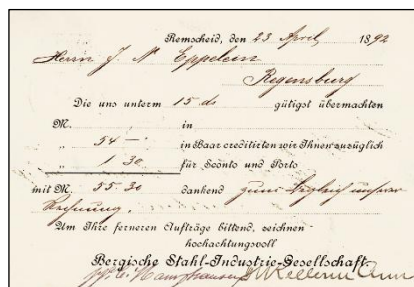 Remscheid, den 23 April 1892
Herrn J. N. Eppelein
Regensburg
Die uns unterm 15 ds gütigst übermachten
M. in
„ 54 — in Baar creditirten wir Ihnen zuzüglich
„ 1 30 für Sconto und Porto
mit M. 55.30 dankend zum Ausgleich unserer
Rechnung.
Um Ihre ferneren Aufträge bittend, zeichnen
hochachtungsvoll
Bergische Stahl-Industrie-Gesellschaft.